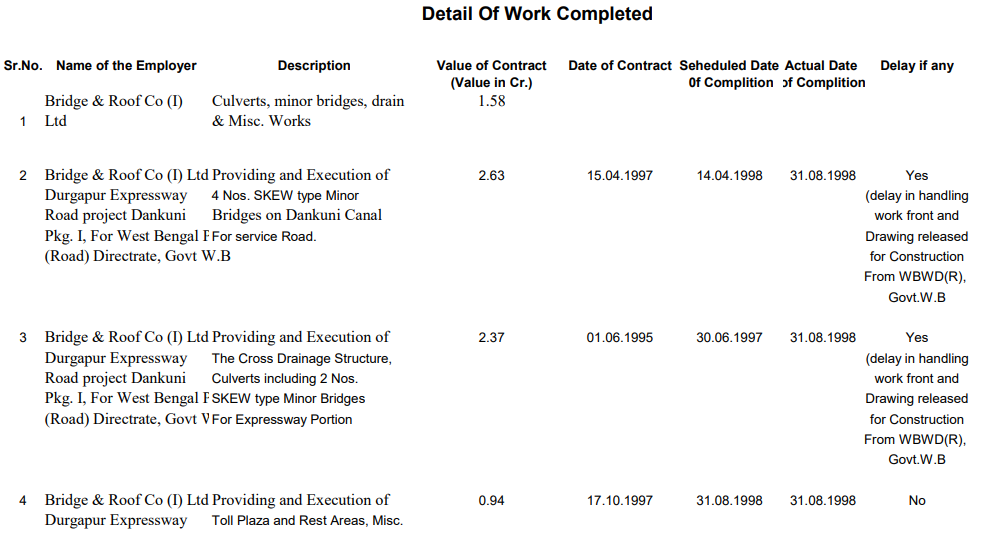 Detail Of Work Completed
Sr.No. Name of the Employer Description Value of Contract Date of Contract Seheduled Date Actual Date Delay if any
(Value in Cr.) 0f Complition of Complition
Bridge & Roof Co (I) Culverts, minor bridges, drain 1.58
1 Ltd & Misc. Works
2 Bridge & Roof Co (I) Ltd Providing and Execution of 2.63 15.04.1997 14.04.1998 31.08.1998 Yes
Durgapur Expressway 4 Nos. SKEW type Minor (delay in handling
Road project Dankuni Bridges on Dankuni Canal work front and
Pkg. I, For West Bengal For service Road. Drawing released
(Road) Directrate, Govt W.B for Construction
From WBWD(R),
Govt.W.B
3 Bridge & Roof Co (I) Ltd Providing and Execution of 2.37 01.06.1995 30.06.1997 31.08.1998 Yes
Durgapur Expressway The Cross Drainage Structure, (delay in handling
Road project Dankuni Culverts including 2 Nos. work front and
Pkg. I, For West Bengal SKEW type Minor Bridges Drawing released
(Road) Directrate, Govt For Expressway Portion for Construction
From WBWD(R),
Govt.W.B
4 Bridge & Roof Co (I) Ltd Providing and Execution of 0.94 17.10.1997 31.08.1998 31.08.1998 No
Durgapur Expressway Toll Plaza and Rest Areas, Misc.